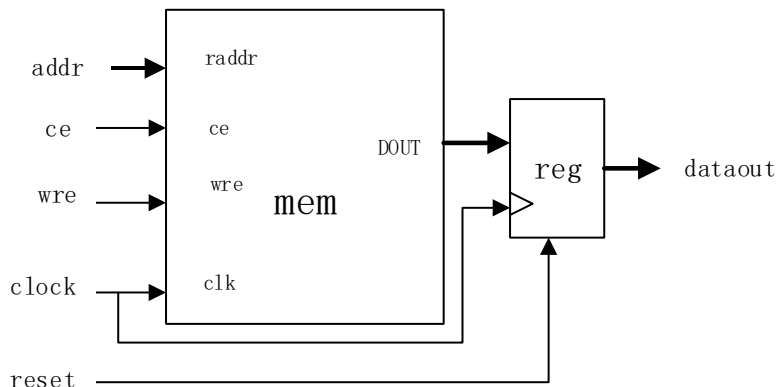 addr
raddr
ce
ce
DOUT
reg
dataout
wre
wre
mem
clock
clk
reset